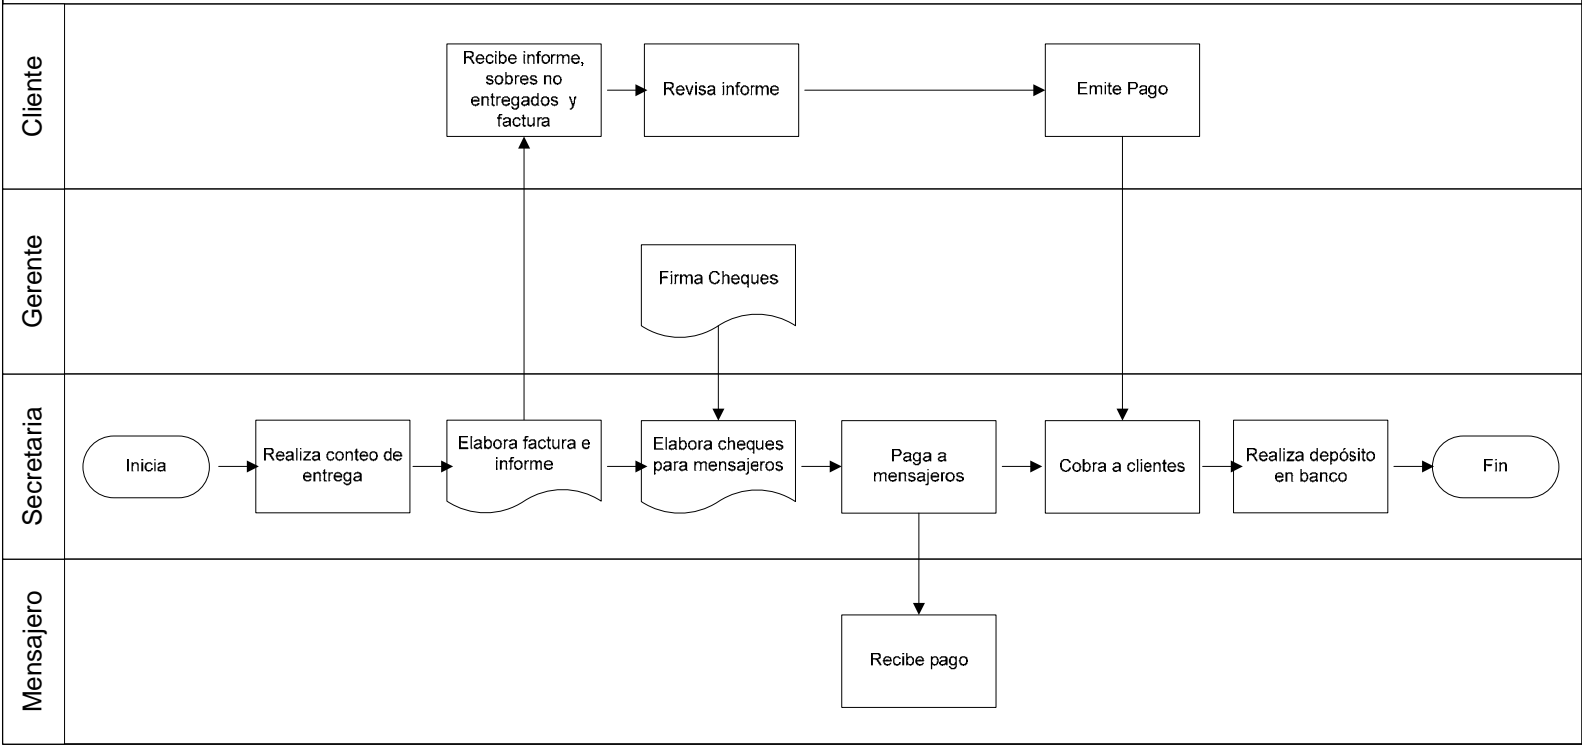 Cliente
Recibe informe,
sobres no
entregados y
factura
Revisa informe
Emite Pago
Gerente
Firma Cheques
Secretaria
Inicia
Realiza conteo de
entrega
Elabora factura e
informe
Elabora cheques
para mensajeros
Paga a
mensajeros
Cobra a clientes
Realiza depósito
en banco
Fin
Mensajero
Recibe pago